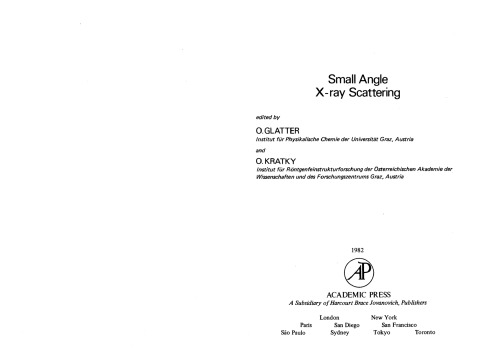 Small Angle
X-ray Scattering
edited by
O. GLATTER
Institut für Physikalische Chemie der Universität Graz, Austria
and
O. KRATKY
Institut für Röntgenfeinstrukturforschung der Österreichischen Akademie der
Wissenschaften und des Forschungszentrums Graz, Austria
1982
AP
ACADEMIC PRESS
A Subsidiary of Harcourt Brace Jovanovich, Publishers
London New York
Paris San Diego San Francisco
São Paulo Sydney Tokyo Toronto